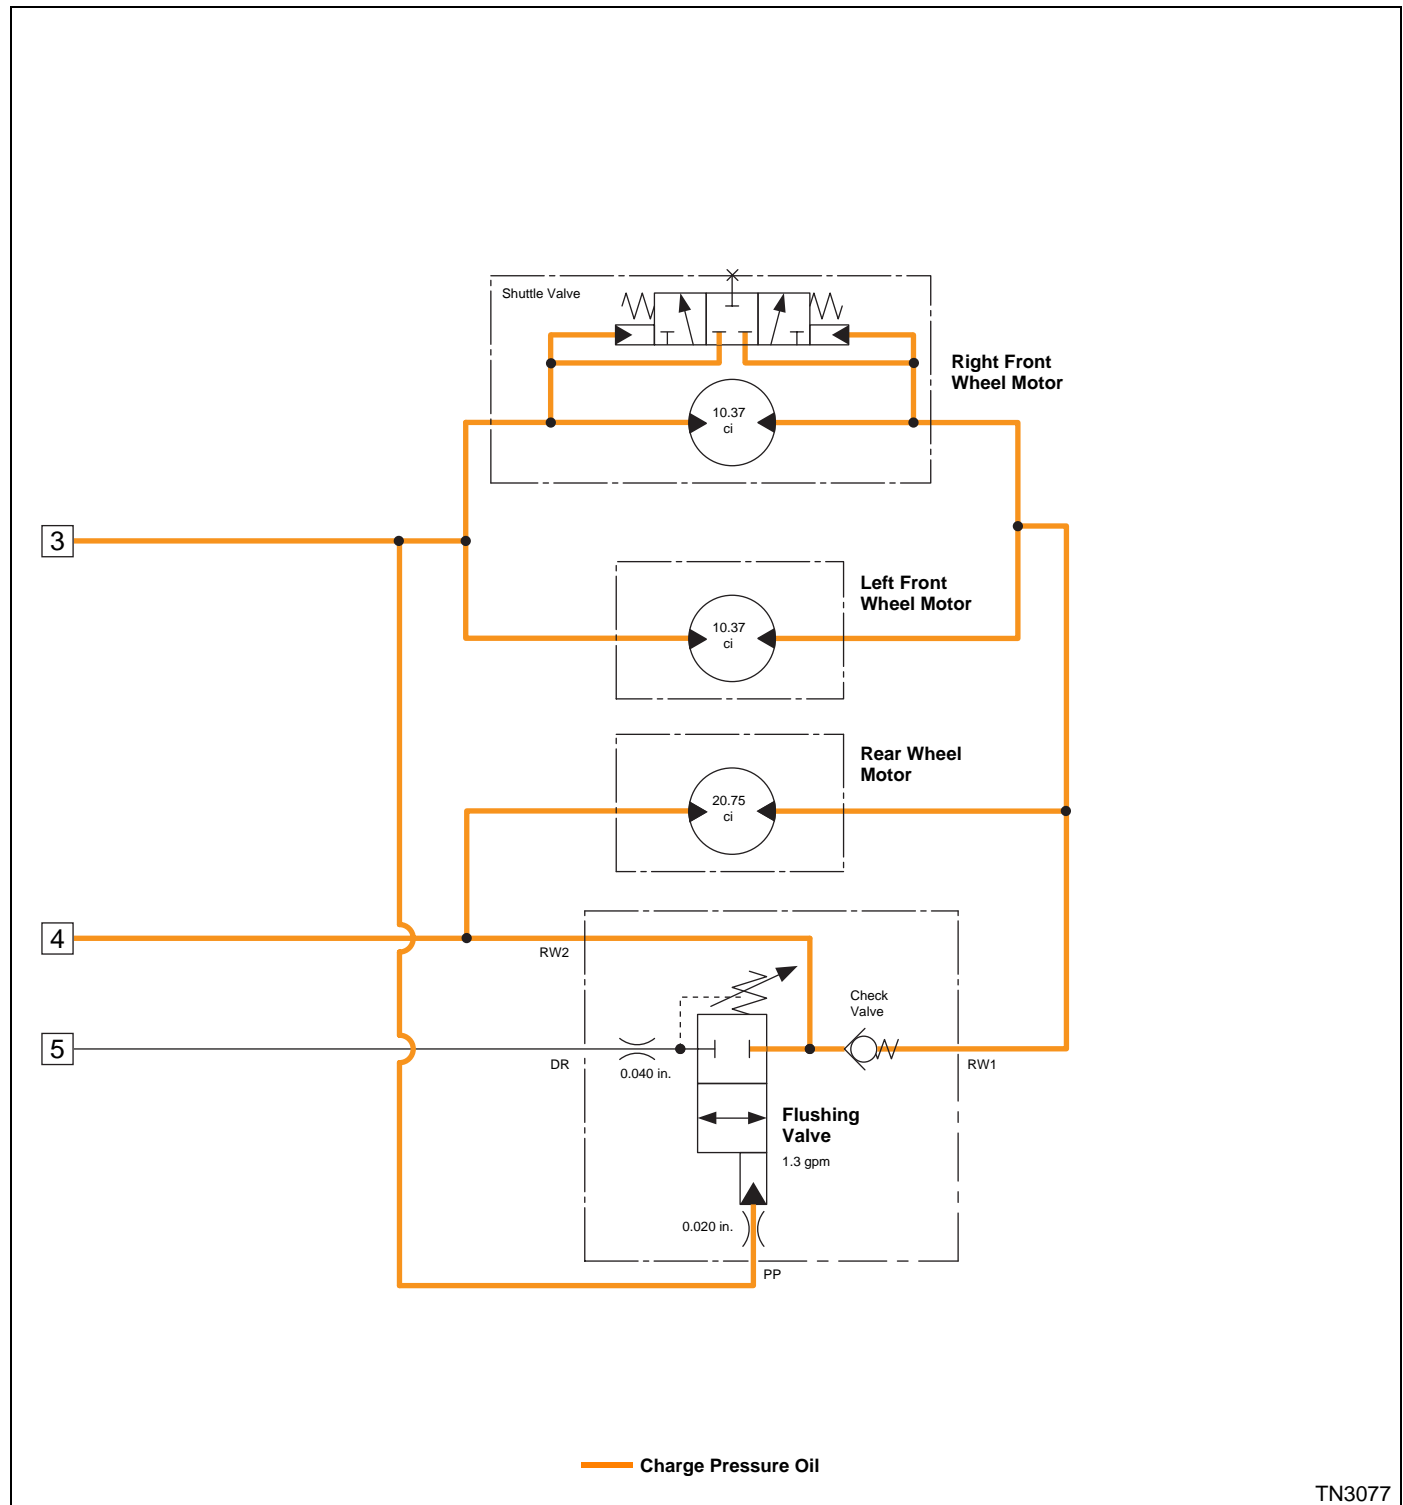 Shuttle Valve
Right Front
Wheel Motor
10.37
ci
3
Left Front
Wheel Motor
10.37
ci
Rear Wheel
Motor
20.75
ci
4
RW2
Check
Valve
5
DR
0.040 in.
RW1
Flushing
Valve
1.3 gpm
0.020 in.
PP
Charge Pressure Oil
TN3077